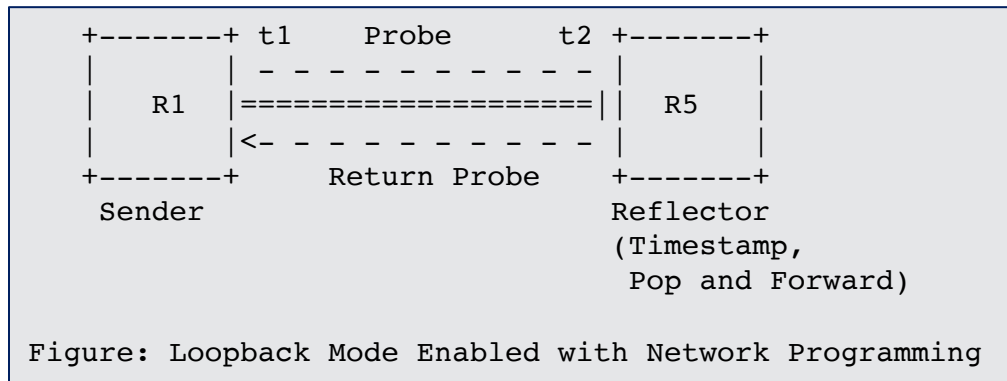 +-------+ t1    Probe      t2 +-------+
|       | - - - - - - - - - - |       |
|   R1  |====================||   R5  |
|       |<- - - - - - - - - - |       |
+-------+     Return Probe    +-------+
Sender                        Reflector
(Timestamp,
Pop and Forward)
Figure: Loopback Mode Enabled with Network Programming